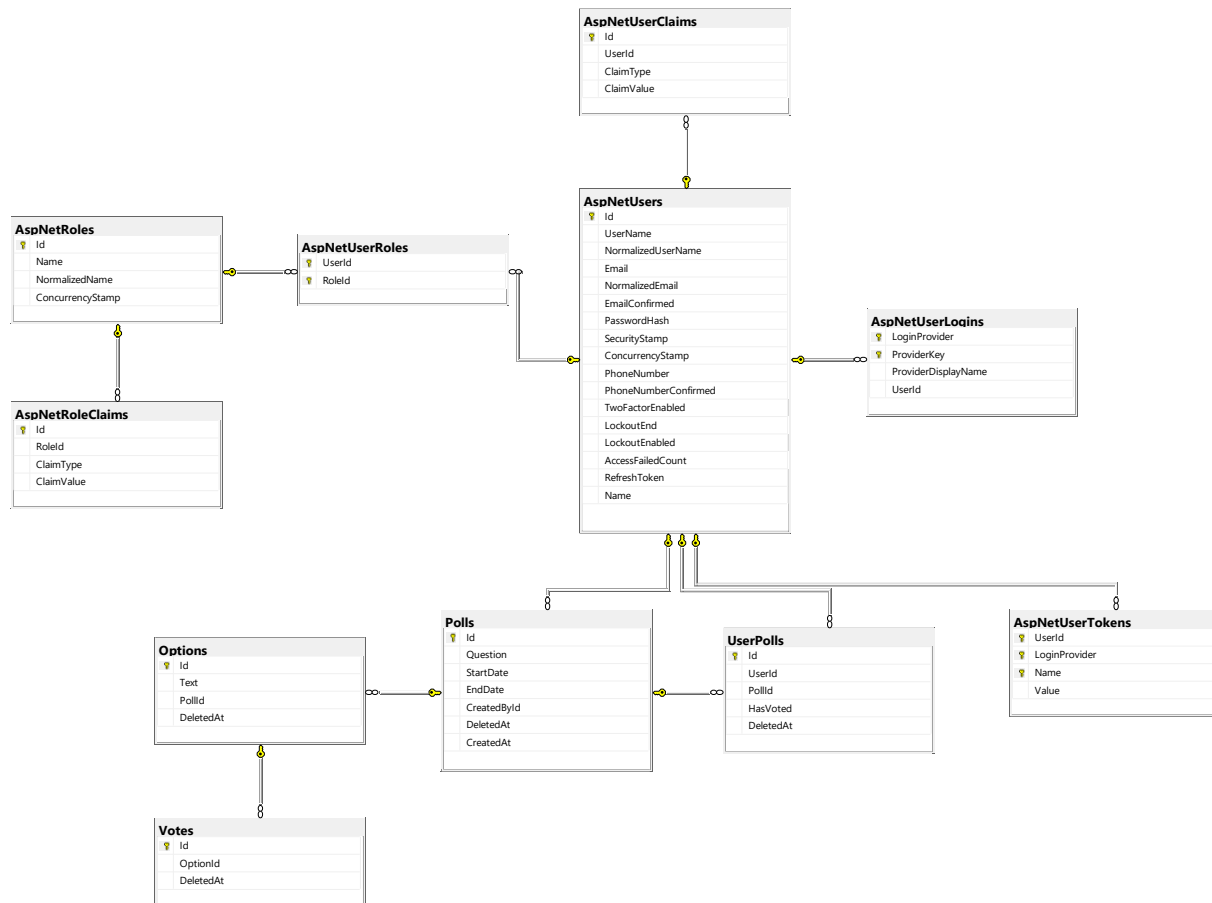 AspNetUserClaims
Id
UserId
ClaimType
ClaimValue
AspNetUsers
Id
UserName
NormalizedUserName
Email
NormalizedEmail
EmailConfirmed
PasswordHash
SecurityStamp
ConcurrencyStamp
PhoneNumber
PhoneNumberConfirmed
TwoFactorEnabled
LockoutEnd
LockoutEnabled
AccessFailedCount
RefreshToken
Name
AspNetRoles
Id
Name
NormalizedName
ConcurrencyStamp
AspNetUserRoles
UserId
RoleId
AspNetUserLogins
LoginProvider
ProviderKey
ProviderDisplayName
UserId
AspNetRoleClaims
Id
RoleId
ClaimType
ClaimValue
Polls
Id
Question
StartDate
EndDate
CreatedById
DeletedAt
CreatedAt
UserPolls
Id
UserId
PollId
HasVoted
DeletedAt
AspNetUserTokens
UserId
LoginProvider
Name
Value
Options
Id
Text
PollId
DeletedAt
Votes
Id
OptionId
DeletedAt